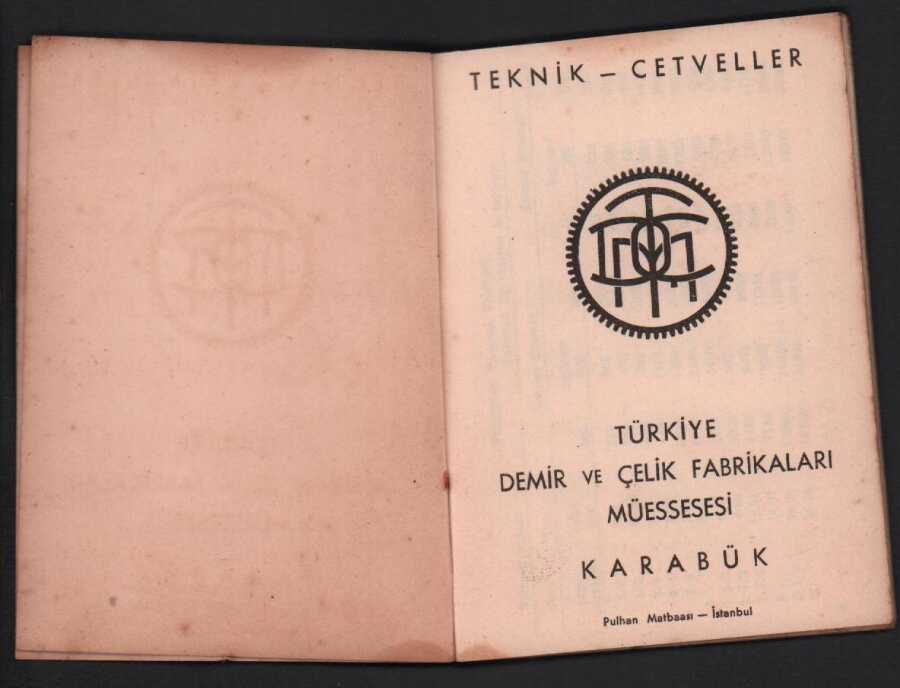 TEKNİK – CETVELLER
TÜRKİYE
DEMİR VE ÇELİK FABRİKALARI
MÜESSESESİ
KARABÜK
Pulhan Matbaası — İstanbul